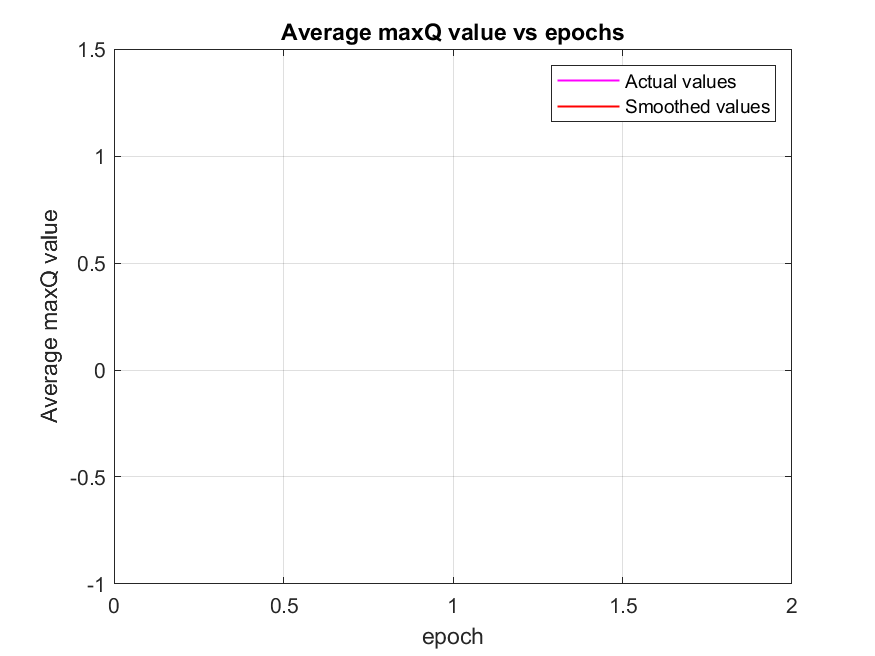 Average maxQ value vs epochs
1.5
1
0.5
0
-0.5
-1
Average maxQ value
Actual values
Smoothed values
0 0.5 1 1.5 2
epoch